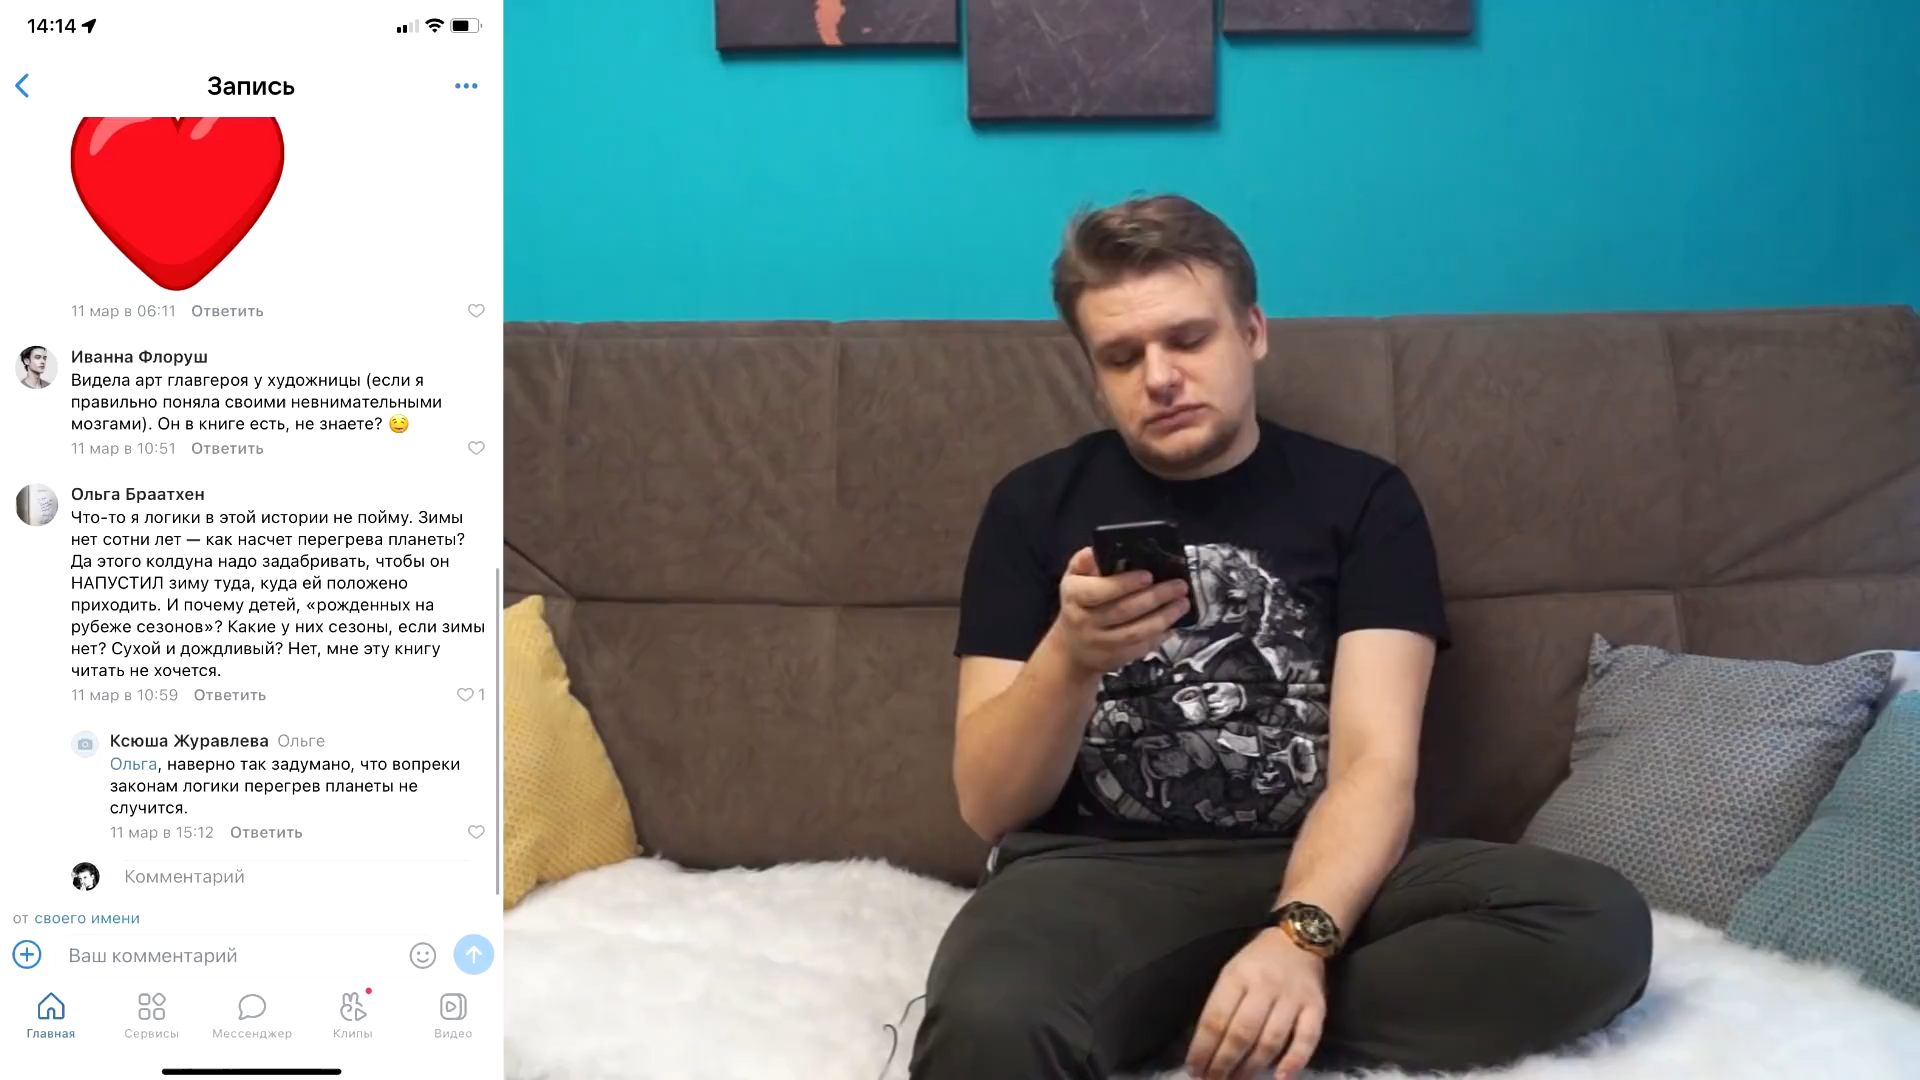 14:14
Запись
11 мар в 06:11 Ответить
Иванна Флоруш
Видела арт главгероя у художницы (если я
правильно поняла своими невнимательными
мозгами). Он в книге есть, не знаете?
11 мар в 10:51 Ответить
Ольга Браатхен
Что-то я логики в этой истории не пойму. Зимы
нет сотни лет — как насчет перегрева планеты?
Да этого колдуна надо задабривать, чтобы он
НАПУСТИЛ зиму туда, куда ей положено
приходить. И почему детей, «рожденных на
рубеже сезонов»? Какие у них сезоны, если зимы
нет? Сухой и дождливый? Нет, мне эту книгу
читать не хочется.
11 мар в 10:59 Ответить 1
Ксюша Журавлева Ольге
Ольга, наверно так задумано, что вопреки
законам логики перегрев планеты не
случится.
11 мар в 15:12 Ответить
Комментарий
от своего имени
Ваш комментарий
Главная Сервисы Мессенджер Клипы Видео